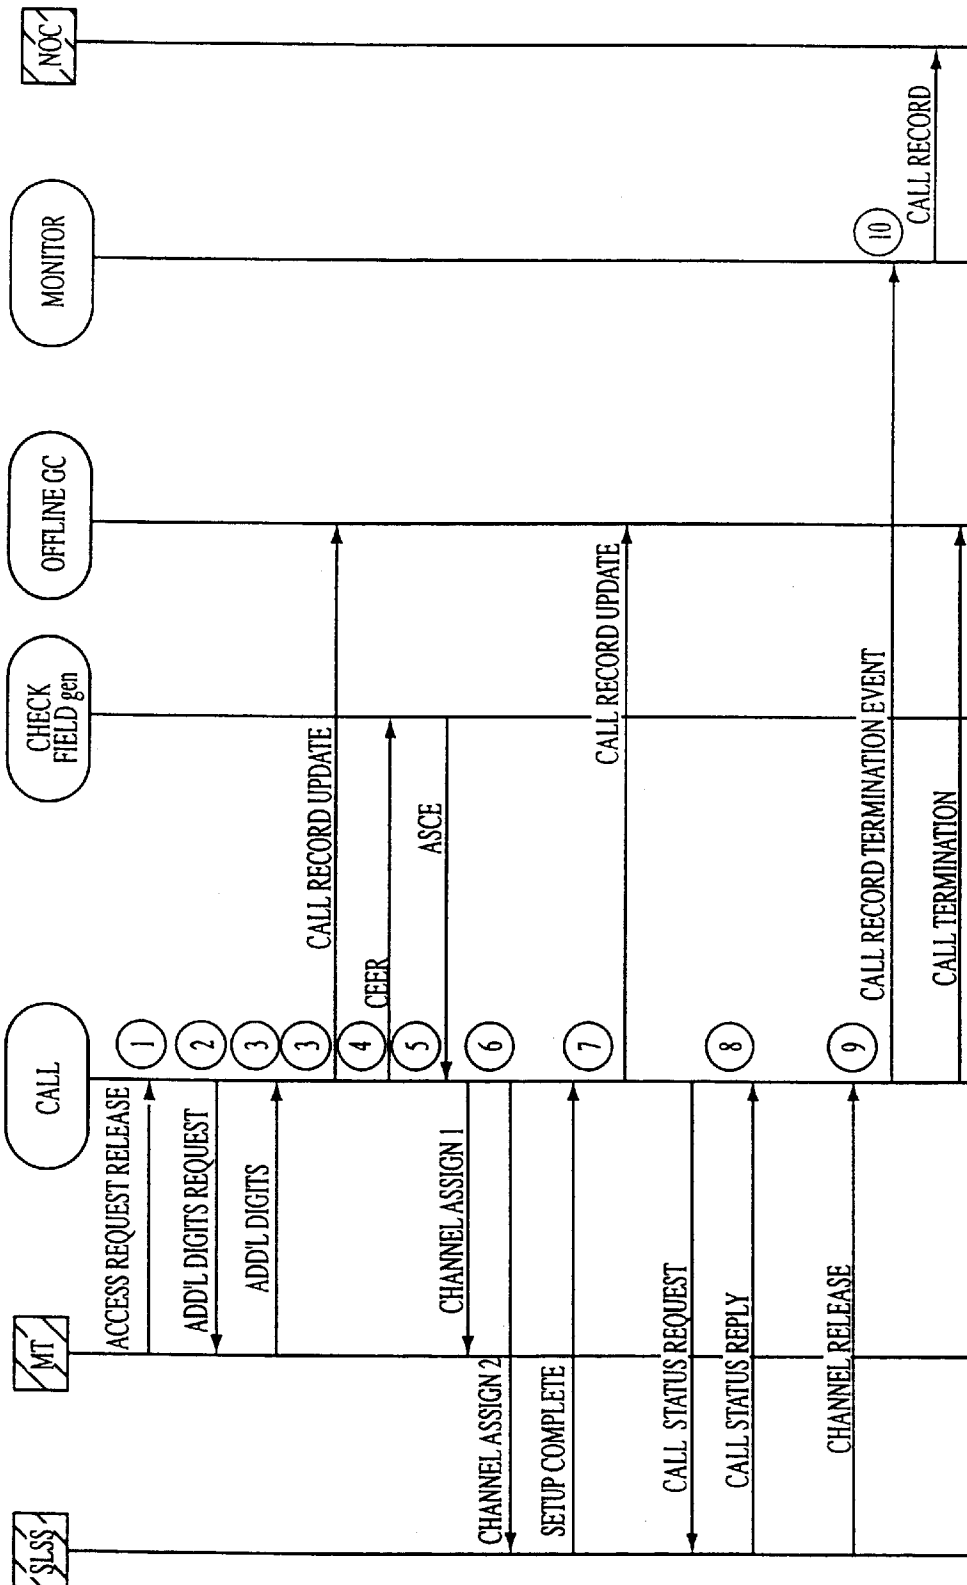 SLSS
MT
CALL
CHECK
FIELD gen
OFFLINE GC
MONITOR
NOC
ACCESS REQUEST RELEASE
1
ADD'L DIGITS REQUEST
2
ADD'L DIGITS
3
CALL RECORD UPDATE
3
CEER
4
ASCE
5
CHANNEL ASSIGN 1
CHANNEL ASSIGN 2
6
SETUP COMPLETE
7
CALL RECORD UPDATE
CALL STATUS REQUEST
CALL STATUS REPLY
8
CHANNEL RELEASE
9
CALL RECORD TERMINATION EVENT
10
CALL RECORD
CALL TERMINATION